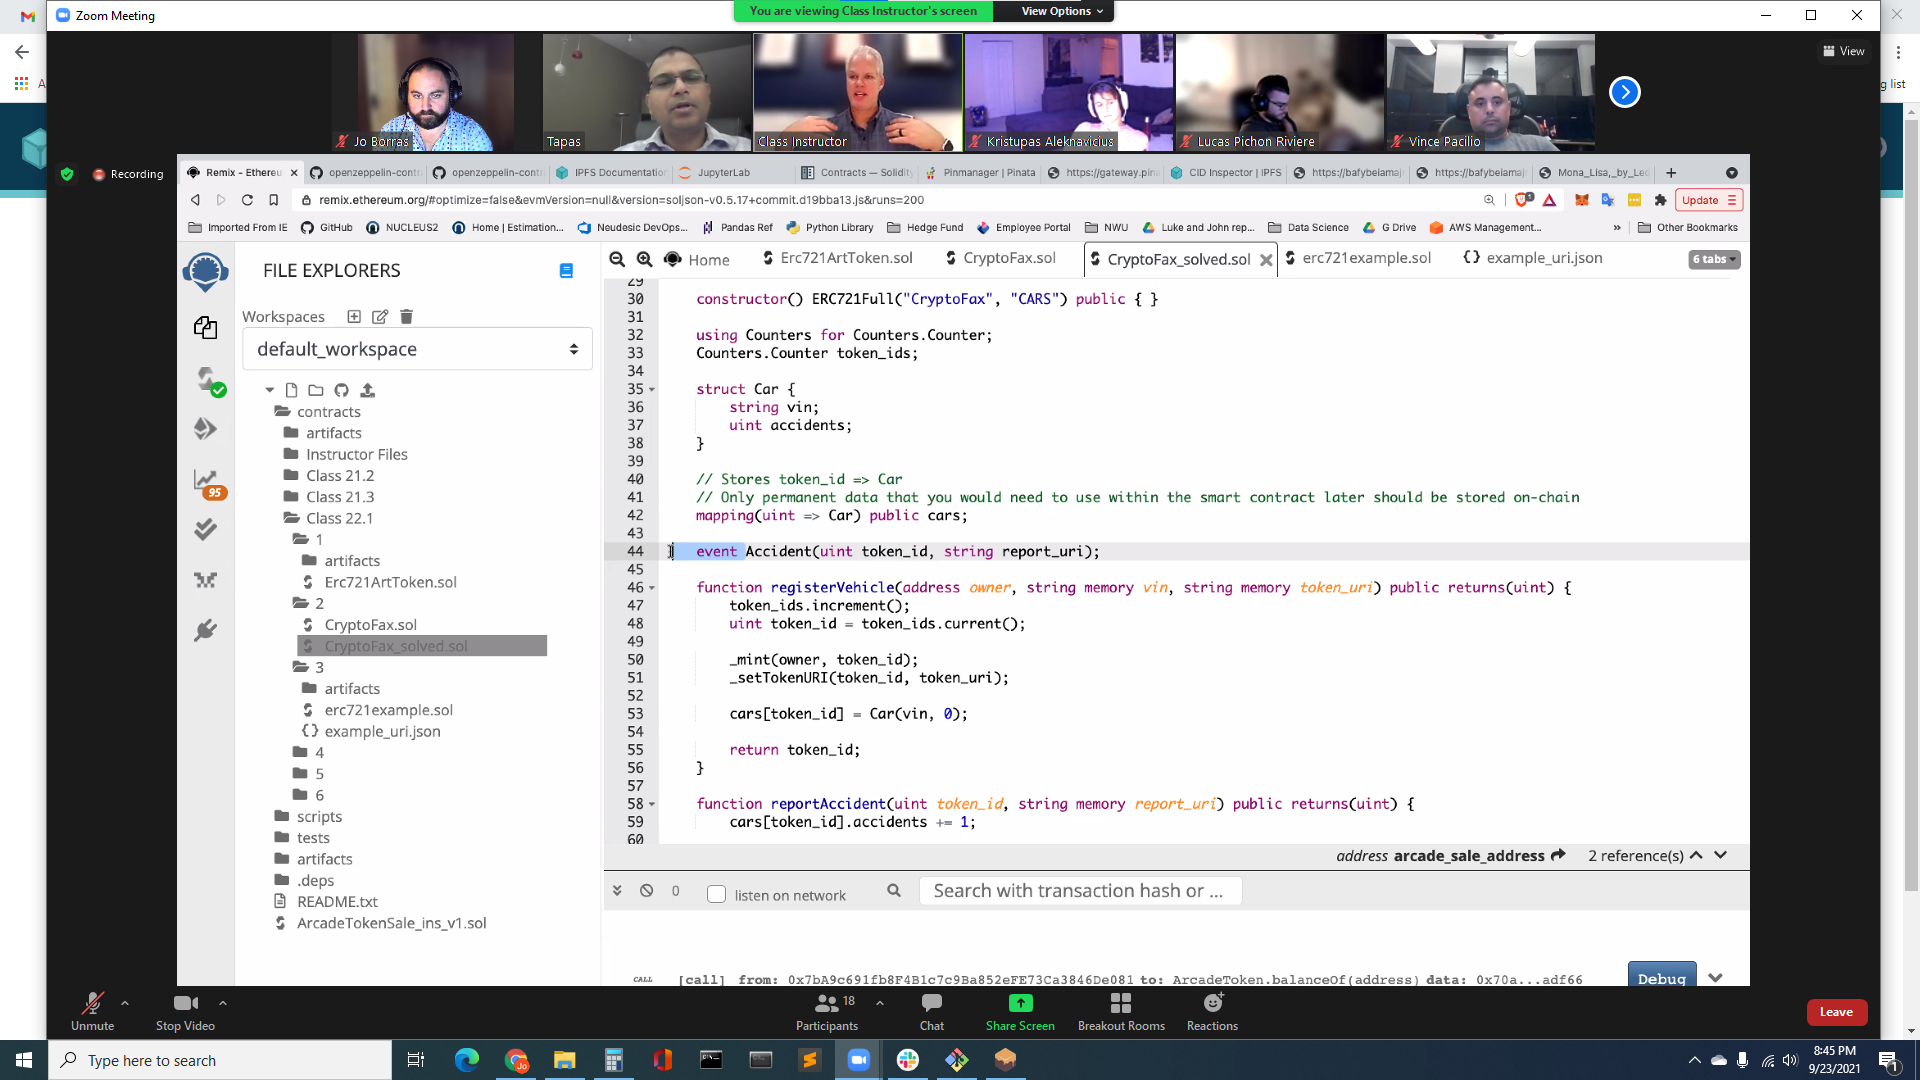 Zoom Meeting
You are viewing Class Instructor's screen
View Options
View
Jo Borras
Tapas
Class Instructor
Kristupas Aleknavicius
Lucas Pichon Riviere
Vince Pacilio
Recording
Remix - Ethereu
openzeppelin-contr
openzeppelin-contr
IPFS Documentation
JupyterLab
Contracts — Solidity
Pinmanager | Pinata
https://gateway.pina
CID Inspector | IPFS
https://bafybeiamaj
https://bafybeiamaj
Mona_Lisa,_by_Leo
remix.ethereum.org/#optimize=false&evmVersion=null&version=soljson-v0.5.17+commit.d19bba13.js&runs=200
Update
ng list
Imported From IE
GitHub
NUCLEUS2
Home | Estimation...
Neudesic DevOps...
Pandas Ref
Python Library
Hedge Fund
Employee Portal
NWU
Luke and John rep...
Data Science
G Drive
AWS Management...
»
Other Bookmarks
FILE EXPLORERS
Home
Erc721ArtToken.sol
CryptoFax.sol
CryptoFax_solved.sol
erc721example.sol
{} example_uri.json
6 tabs
Workspaces
default_workspace
contracts
artifacts
Instructor Files
Class 21.2
Class 21.3
Class 22.1
1
artifacts
Erc721ArtToken.sol
2
CryptoFax.sol
CryptoFax_solved.sol
3
artifacts
erc721example.sol
{} example_uri.json
4
5
6
scripts
tests
artifacts
.deps
README.txt
ArcadeTokenSale_ins_v1.sol
95
29
30 constructor() ERC721Full("CryptoFax", "CARS") public { }
31
32 using Counters for Counters.Counter;
33 Counters.Counter token_ids;
34
35 struct Car {
36 string vin;
37 uint accidents;
38 }
39
40 // Stores token_id => Car
41 // Only permanent data that you would need to use within the smart contract later should be stored on-chain
42 mapping(uint => Car) public cars;
43
44 event Accident(uint token_id, string report_uri);
45
46 function registerVehicle(address owner, string memory vin, string memory token_uri) public returns(uint) {
47 token_ids.increment();
48 uint token_id = token_ids.current();
49
50 _mint(owner, token_id);
51 _setTokenURI(token_id, token_uri);
52
53 cars[token_id] = Car(vin, 0);
54
55 return token_id;
56 }
57
58 function reportAccident(uint token_id, string memory report_uri) public returns(uint) {
59 cars[token_id].accidents += 1;
60
address arcade_sale_address
2 reference(s)
0
listen on network
Search with transaction hash or ...
CALL [call] from: 0x7bA9c691fb8F4B1c7c9Ba852eFE73Ca3846De081 to: ArcadeToken.balanceOf(address) data: 0x70a...adf66
Debug
Unmute
Stop Video
18
Participants
Chat
Share Screen
Breakout Rooms
Reactions
Leave
Type here to search
8:45 PM
9/23/2021
1